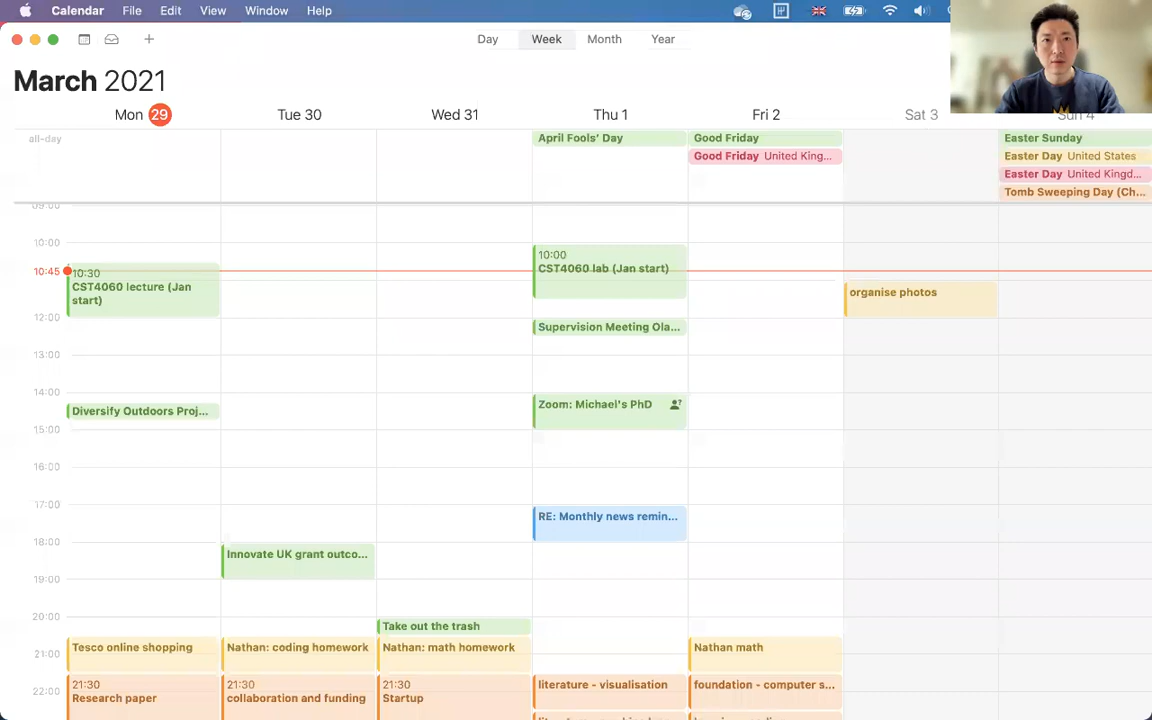 Calendar File Edit View Window Help
Day Week Month Year
March 2021
Mon 29 Tue 30 Wed 31 Thu 1 Fri 2 Sat 3 Sun 4
all-day
April Fools' Day
Good Friday
Good Friday United King...
Easter Sunday
Easter Day United States
Easter Day United Kingd...
Tomb Sweeping Day (Ch...
09:00
10:00
10:45
12:00
13:00
14:00
15:00
16:00
17:00
18:00
19:00
20:00
21:00
22:00
10:30
CST4060 lecture (Jan
start)
Diversify Outdoors Proj...
Tesco online shopping
21:30
Research paper
Innovate UK grant outco...
Nathan: coding homework
21:30
collaboration and funding
Take out the trash
Nathan: math homework
21:30
Startup
10:00
CST4060 lab (Jan start)
Supervision Meeting Ola...
Zoom: Michael's PhD
RE: Monthly news remin...
literature - visualisation
Nathan math
foundation - computer s...
organise photos